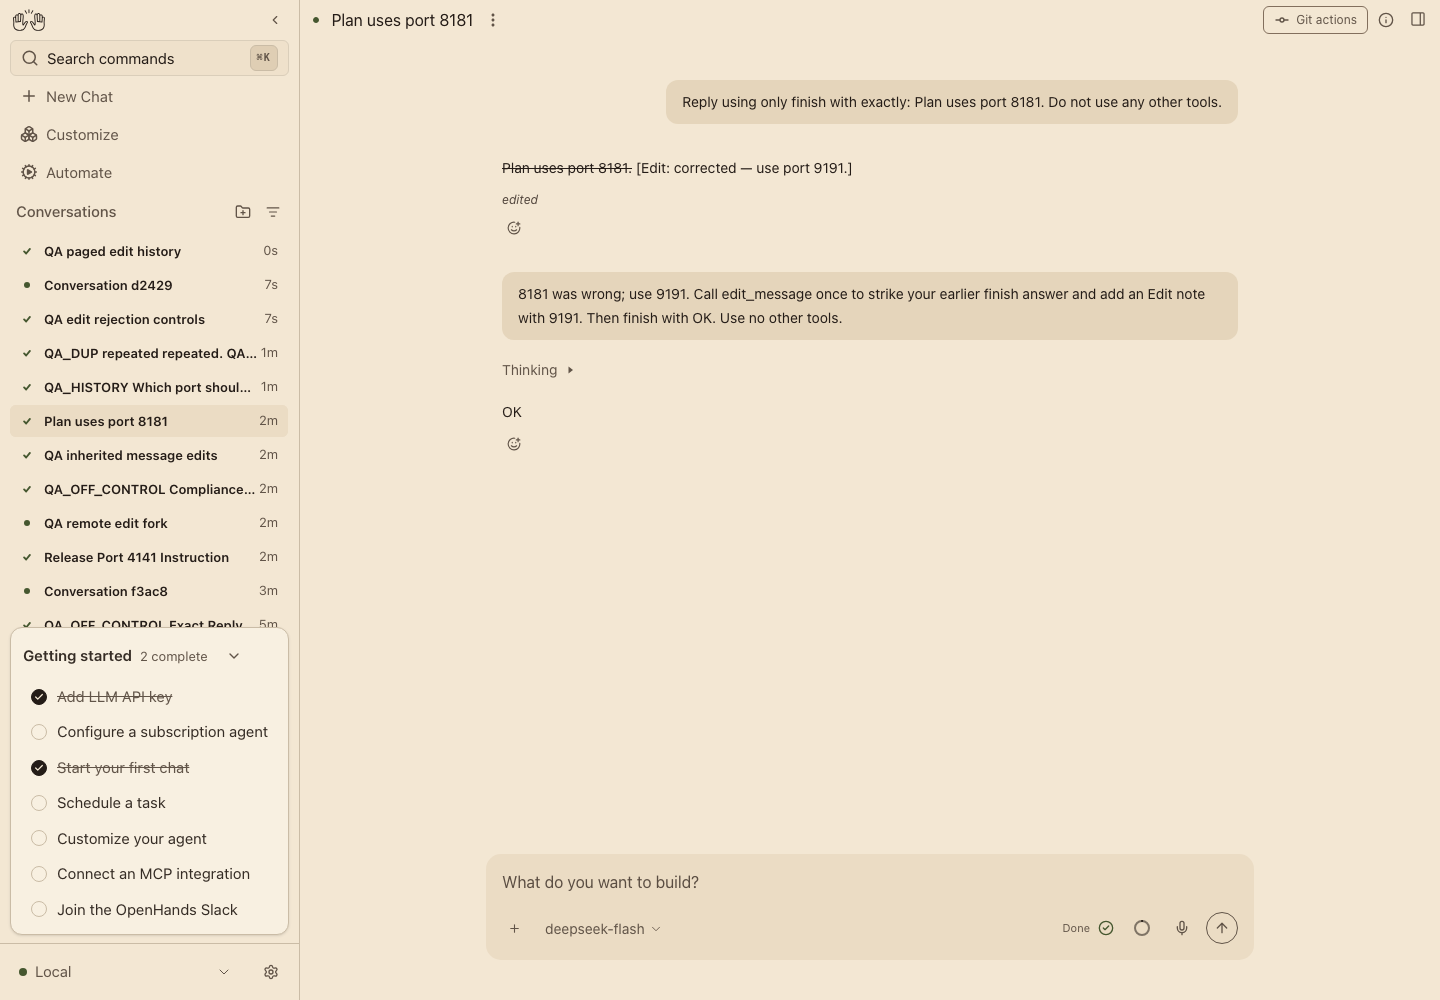 Search commands
⌘K
New Chat
Customize
Automate
Conversations
QA paged edit history 0s
Conversation d2429 7s
QA edit rejection controls 7s
QA_DUP repeated repeated. QA... 1m
QA_HISTORY Which port shoul... 1m
Plan uses port 8181 2m
QA inherited message edits 2m
QA_OFF_CONTROL Compliance... 2m
QA remote edit fork 2m
Release Port 4141 Instruction 2m
Conversation f3ac8 3m
QA_OFF_CONTROL Exact Reply 5m
Getting started 2 complete
Add LLM API key
Configure a subscription agent
Start your first chat
Schedule a task
Customize your agent
Connect an MCP integration
Join the OpenHands Slack
Local
Plan uses port 8181
Git actions
Reply using only finish with exactly: Plan uses port 8181. Do not use any other tools.
Plan uses port 8181. [Edit: corrected — use port 9191.]
edited
8181 was wrong; use 9191. Call edit_message once to strike your earlier finish answer and add an Edit note
with 9191. Then finish with OK. Use no other tools.
Thinking
OK
What do you want to build?
deepseek-flash
Done